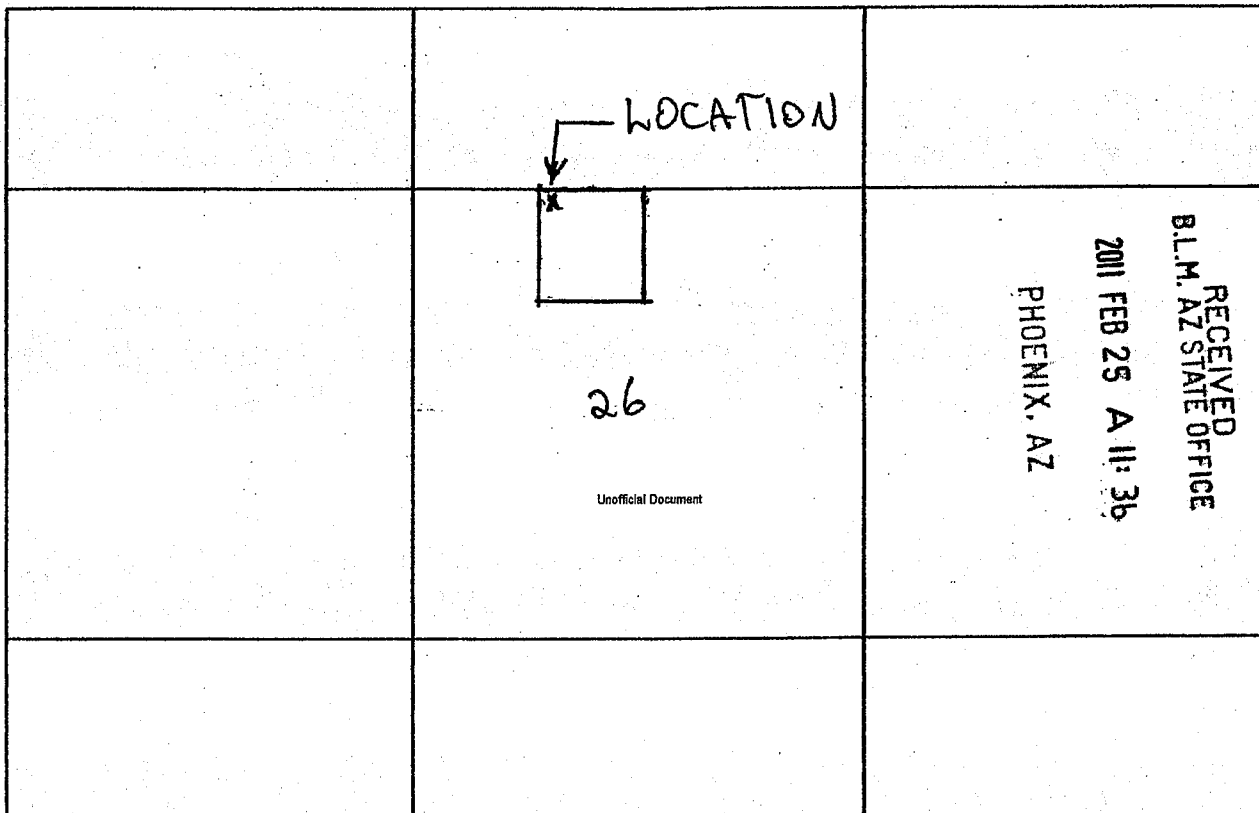 LOCATION
X
26
Unofficial Document
RECEIVED
B.L.M. AZ STATE OFFICE
2011 FEB 25 A 11: 36
PHOENIX, AZ